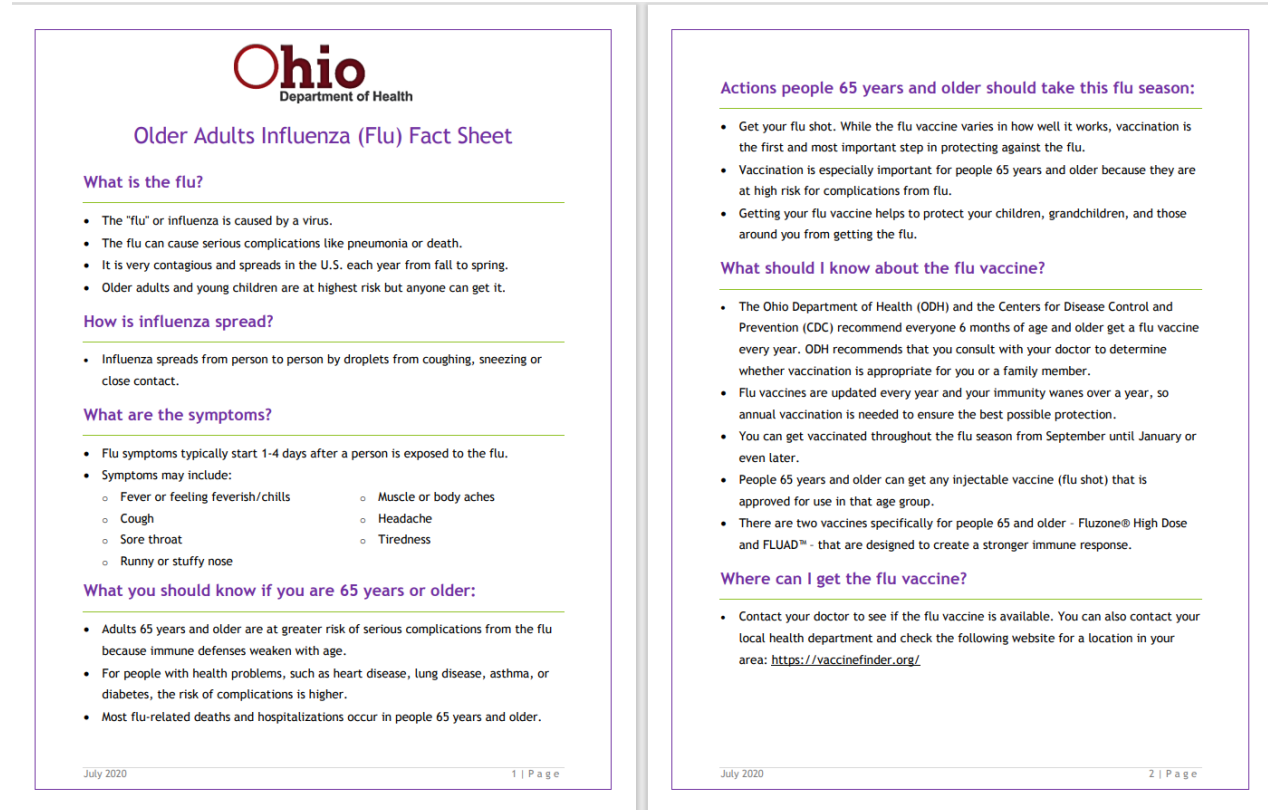 Ohio
Department of Health
Older Adults Influenza (Flu) Fact Sheet
What is the flu?
• The "flu" or influenza is caused by a virus.
• The flu can cause serious complications like pneumonia or death.
• It is very contagious and spreads in the U.S. each year from fall to spring.
• Older adults and young children are at highest risk but anyone can get it.
How is influenza spread?
• Influenza spreads from person to person by droplets from coughing, sneezing or
close contact.
What are the symptoms?
• Flu symptoms typically start 1-4 days after a person is exposed to the flu.
• Symptoms may include:
o Fever or feeling feverish/chills
o Cough
o Sore throat
o Runny or stuffy nose
o Muscle or body aches
o Headache
o Tiredness
What you should know if you are 65 years or older:
• Adults 65 years and older are at greater risk of serious complications from the flu
because immune defenses weaken with age.
• For people with health problems, such as heart disease, lung disease, asthma, or
diabetes, the risk of complications is higher.
• Most flu-related deaths and hospitalizations occur in people 65 years and older.
July 2020
1 | Page
Actions people 65 years and older should take this flu season:
• Get your flu shot. While the flu vaccine varies in how well it works, vaccination is
the first and most important step in protecting against the flu.
• Vaccination is especially important for people 65 years and older because they are
at high risk for complications from flu.
• Getting your flu vaccine helps to protect your children, grandchildren, and those
around you from getting the flu.
What should I know about the flu vaccine?
• The Ohio Department of Health (ODH) and the Centers for Disease Control and
Prevention (CDC) recommend everyone 6 months of age and older get a flu vaccine
every year. ODH recommends that you consult with your doctor to determine
whether vaccination is appropriate for you or a family member.
• Flu vaccines are updated every year and your immunity wanes over a year, so
annual vaccination is needed to ensure the best possible protection.
• You can get vaccinated throughout the flu season from September until January or
even later.
• People 65 years and older can get any injectable vaccine (flu shot) that is
approved for use in that age group.
• There are two vaccines specifically for people 65 and older – Fluzone® High Dose
and FLUAD™ – that are designed to create a stronger immune response.
Where can I get the flu vaccine?
• Contact your doctor to see if the flu vaccine is available. You can also contact your
local health department and check the following website for a location in your
area: https://vaccinefinder.org/
July 2020
2 | Page